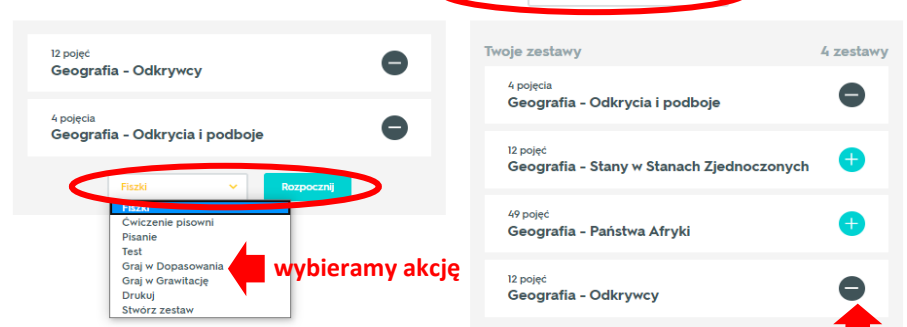 12 pojęć
Geografia - Odkrywcy
4 pojęcia
Geografia - Odkrycia i podboje
Fiszki
Rozpocznij
Fiszki
Ćwiczenie pisowni
Pisanie
Test
Graj w Dopasowania
Graj w Grawitację
Drukuj
Stwórz zestaw
wybieramy akcję
Twoje zestawy 4 zestawy
4 pojęcia
Geografia - Odkrycia i podboje
12 pojęć
Geografia - Stany w Stanach Zjednoczonych
49 pojęć
Geografia - Państwa Afryki
12 pojęć
Geografia - Odkrywcy